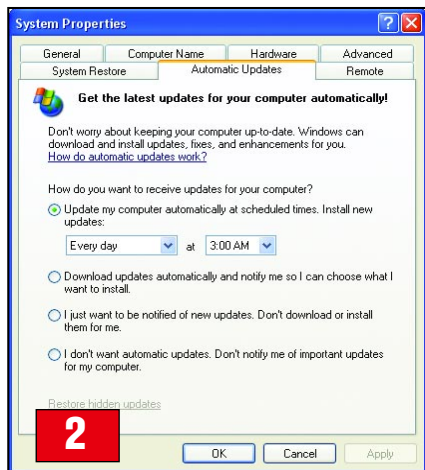 System Properties
General Computer Name Hardware Advanced
System Restore Automatic Updates Remote
Get the latest updates for your computer automatically!
Don't worry about keeping your computer up-to-date. Windows can
download and install updates, fixes, and enhancements for you.
How do automatic updates work?
How do you want to receive updates for your computer?
Update my computer automatically at scheduled times. Install new
updates:
Every day at 3:00 AM
Download updates automatically and notify me so I can choose what I
want to install.
I just want to be notified of new updates. Don't download or install
them for me.
I don't want automatic updates. Don't notify me of important updates
for my computer.
Restore hidden updates
2
OK Cancel Apply